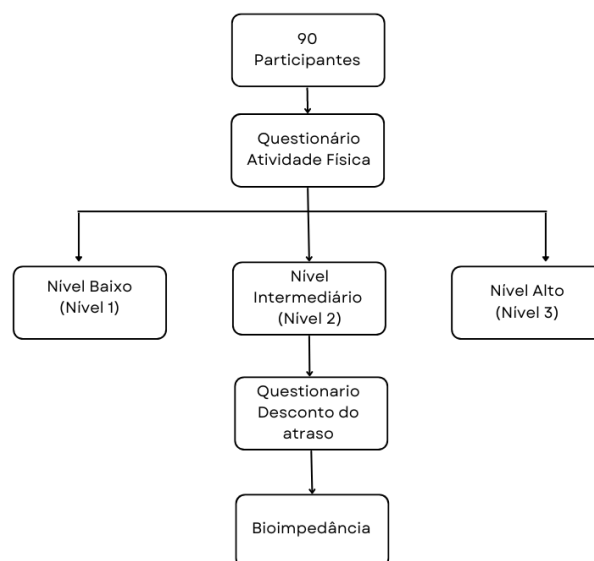 90
Participantes
Questionário
Atividade Física
Nível Baixo
(Nível 1)
Nível
Intermediário
(Nível 2)
Nível Alto
(Nível 3)
Questionario
Desconto do
atraso
Bioimpedância